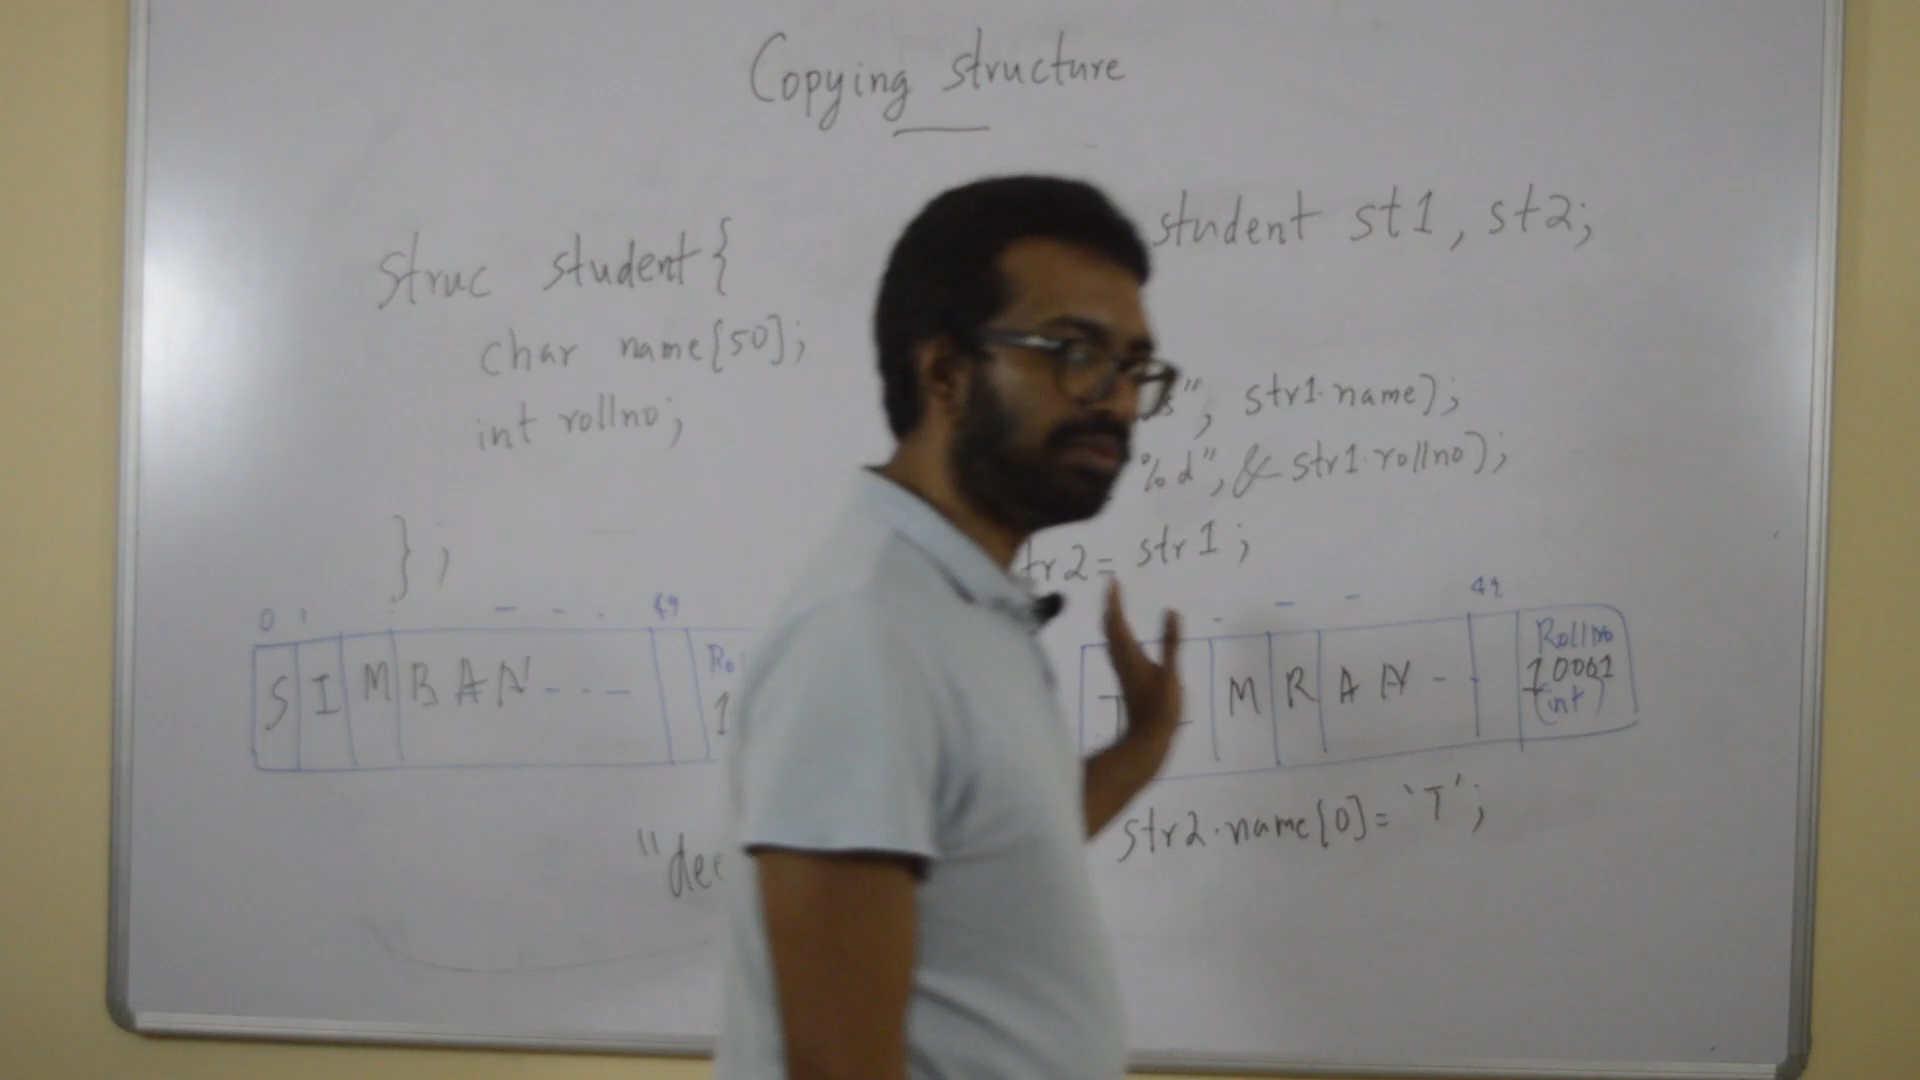 Copying structure
struc student{
char name[50];
int rollno;
};
student st1, st2;
", str1.name);
%d", & str1.rollno);
tr2= str1;
0 1 - - - 49
S I M R A N - - -
- - - 49
M R A N - -
Rollno
10001
(int)
str2.name[0]= 'T';